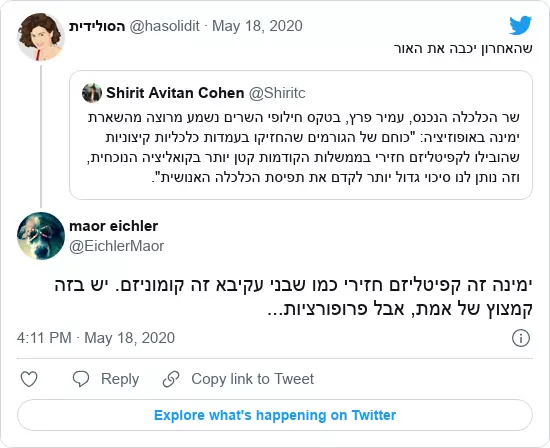 הסולידית @hasolidit · May 18, 2020
שהאחרון יכבה את האור
Shirit Avitan Cohen @Shiritc
שר הכלכלה הנכנס, עמיר פרץ, בטקס חילופי השרים נשמע מרוצה מהשארת
ימינה באופוזיציה: "כוחם של הגורמים שהחזיקו בעמדות כלכליות קיצוניות
שהובילו לקפיטליזם חזירי בממשלות הקודמות קטן יותר בקואליציה הנוכחית,
וזה נותן לנו סיכוי גדול יותר לקדם את תפיסת הכלכלה האנושית".
maor eichler
@EichlerMaor
ימינה זה קפיטליזם חזירי כמו שבני עקיבא זה קומוניזם. יש בזה
קמצוץ של אמת, אבל פרופורציות...
4:11 PM · May 18, 2020
Reply
Copy link to Tweet
Explore what's happening on Twitter